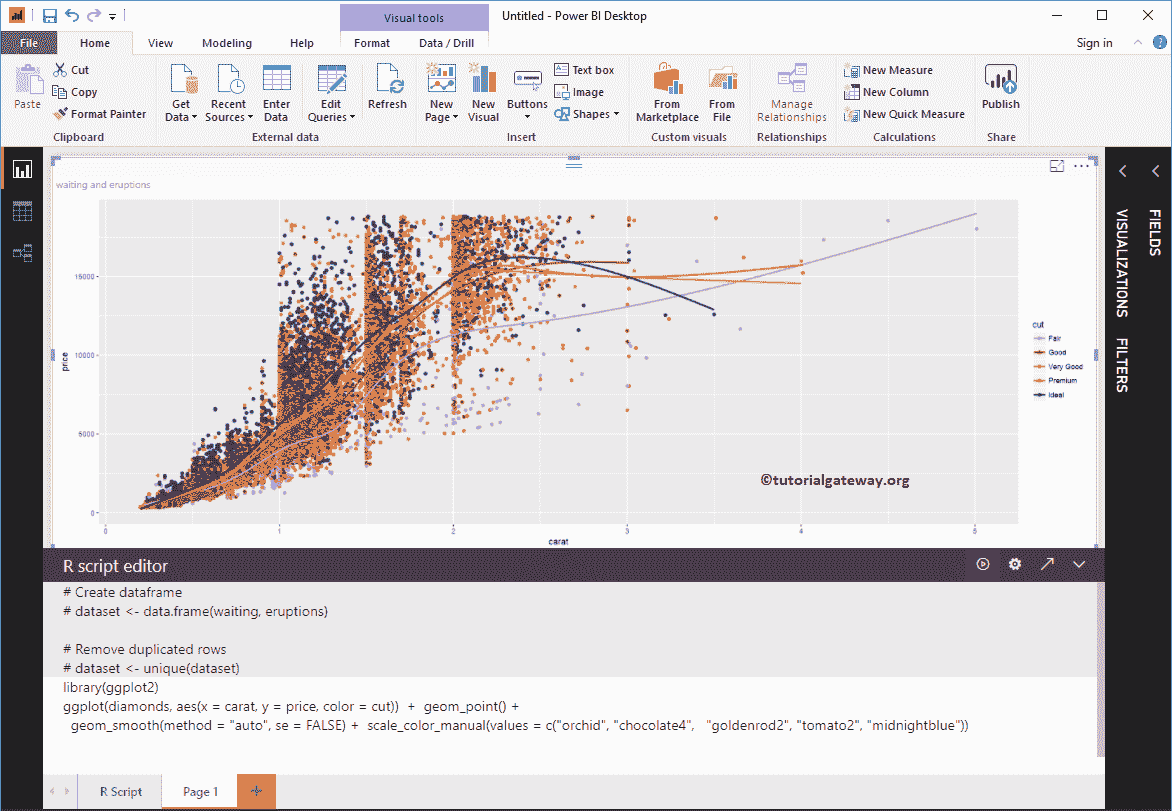 Visual tools
Untitled - Power BI Desktop
File
Home
View
Modeling
Help
Format
Data / Drill
Sign in
Paste
Cut
Copy
Format Painter
Clipboard
Get
Data
Recent
Sources
Enter
Data
Edit
Queries
External data
Refresh
New
Page
New
Visual
Buttons
Text box
Image
Shapes
Insert
From
Marketplace
From
File
Custom visuals
Manage
Relationships
Relationships
New Measure
New Column
New Quick Measure
Calculations
Publish
Share
waiting and eruptions
price
15000
10000
5000
0
0
1
2
3
4
5
carat
cut
Fair
Good
Very Good
Premium
Ideal
©tutorialgateway.org
VISUALIZATIONS
FILTERS
FIELDS
R script editor
# Create dataframe
# dataset <- data.frame(waiting, eruptions)
# Remove duplicated rows
# dataset <- unique(dataset)
library(ggplot2)
ggplot(diamonds, aes(x = carat, y = price, color = cut)) + geom_point() +
geom_smooth(method = "auto", se = FALSE) + scale_color_manual(values = c("orchid", "chocolate4", "goldenrod2", "tomato2", "midnightblue"))
R Script
Page 1